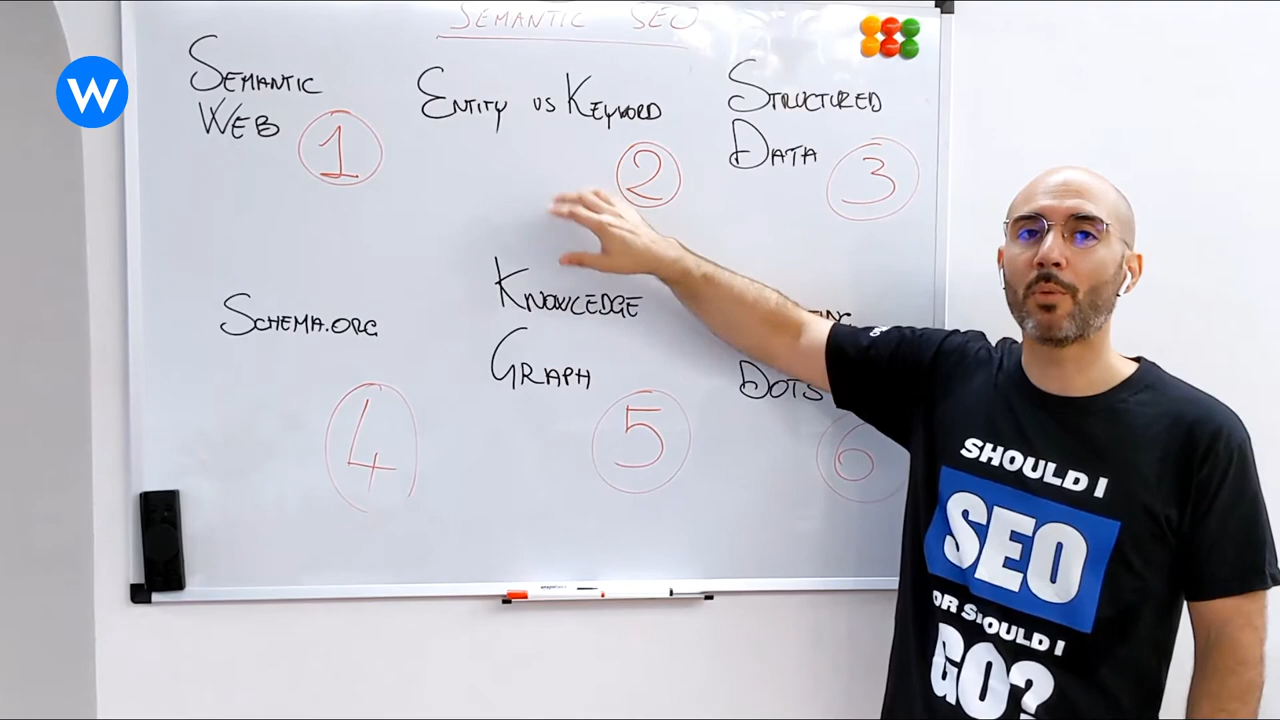 SEMANTIC SEO
W
SEMANTIC
WEB
1
ENTITY VS KEYWORD
2
STRUCTURED
DATA
3
SCHEMA.ORG
4
KNOWLEDGE
GRAPH
5
DOTS
6
SHOULD I
SEO
OR SHOULD I
GO?